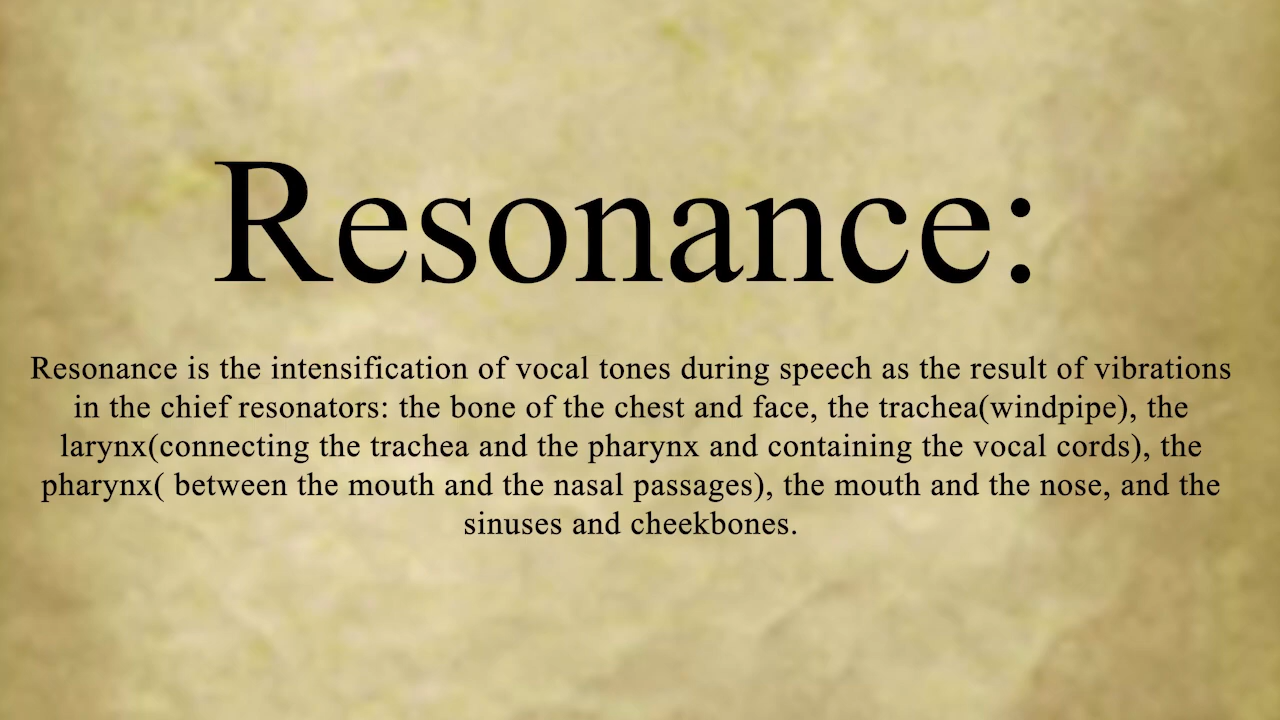 Resonance:
Resonance is the intensification of vocal tones during speech as the result of vibrations
in the chief resonators: the bone of the chest and face, the trachea(windpipe), the
larynx(connecting the trachea and the pharynx and containing the vocal cords), the
pharynx( between the mouth and the nasal passages), the mouth and the nose, and the
sinuses and cheekbones.